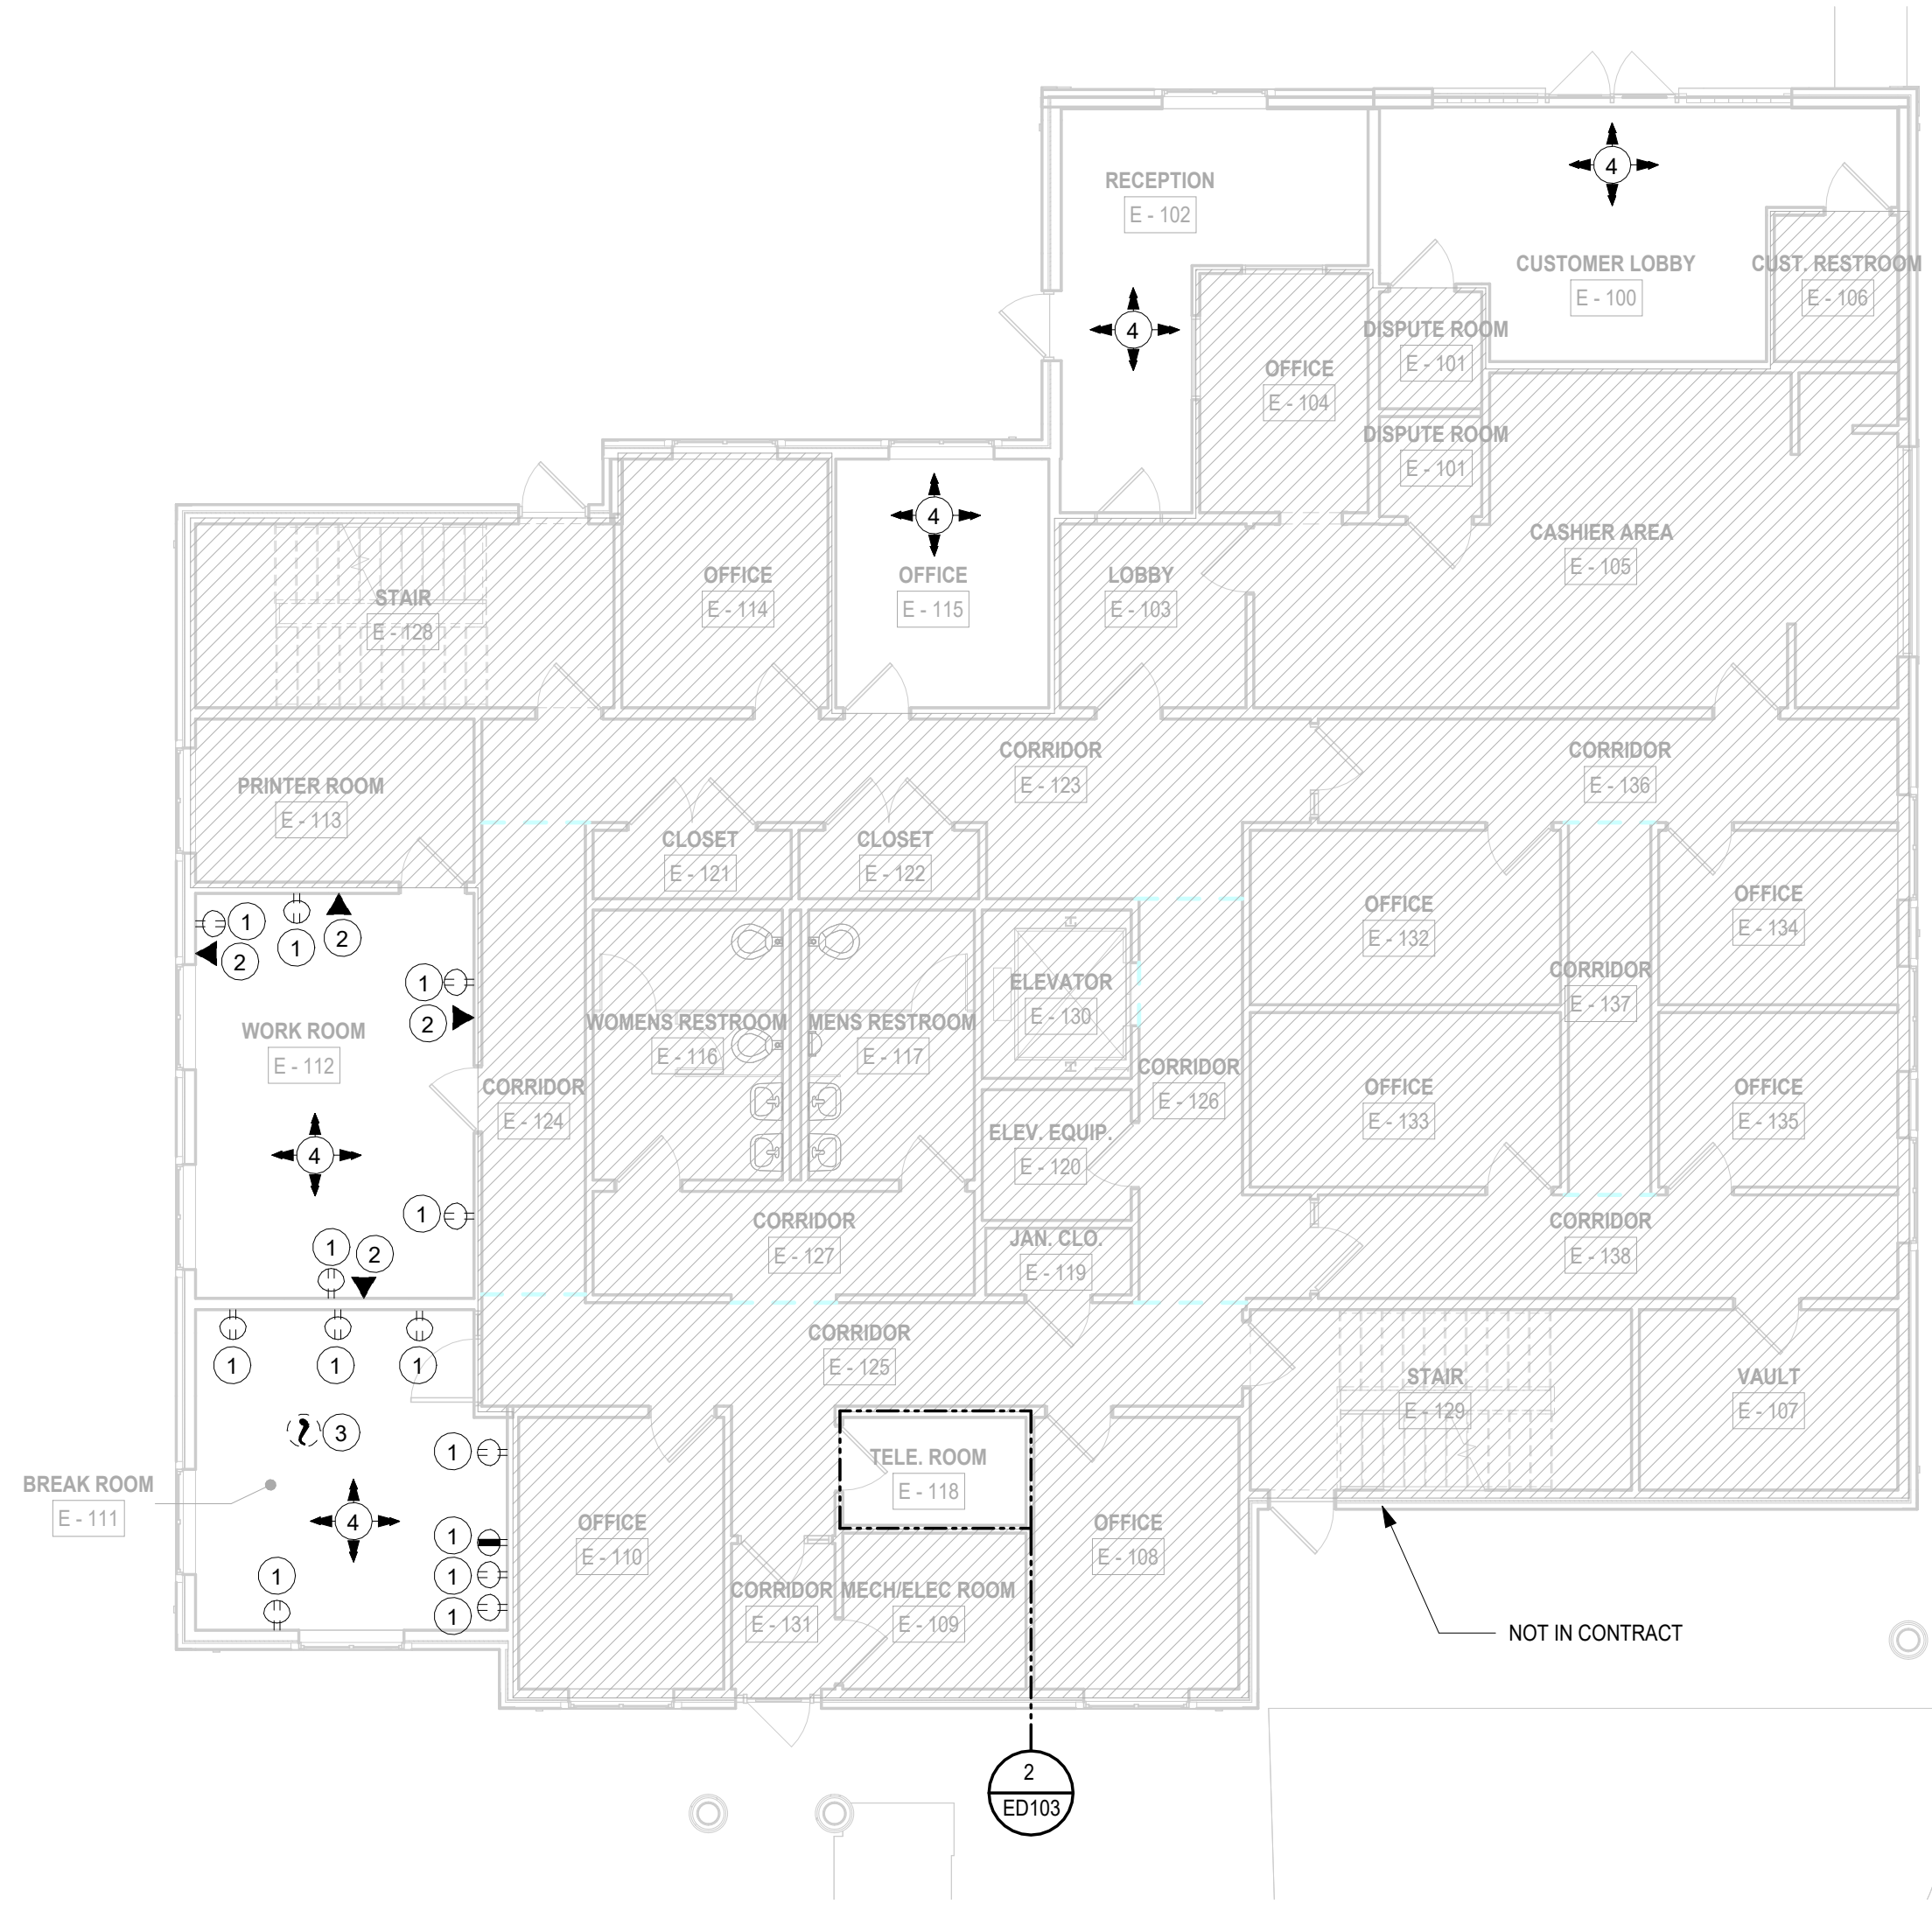 4
RECEPTION
E - 102
CUSTOMER LOBBY
E - 100
CUST. RESTROOM
E - 106
4
DISPUTE ROOM
E - 101
OFFICE
E - 104
DISPUTE ROOM
E - 101
4
CASHIER AREA
E - 105
OFFICE
E - 114
OFFICE
E - 115
LOBBY
E - 103
STAIR
E - 128
CORRIDOR
E - 123
CORRIDOR
E - 136
PRINTER ROOM
E - 113
CLOSET
E - 121
CLOSET
E - 122
OFFICE
E - 132
OFFICE
E - 134
1
1
2
2
1
2
CORRIDOR
E - 137
ELEVATOR
E - 130
WORK ROOM
E - 112
WOMENS RESTROOM
E - 116
MENS RESTROOM
E - 117
CORRIDOR
E - 124
CORRIDOR
E - 126
OFFICE
E - 133
OFFICE
E - 135
ELEV. EQUIP.
E - 120
4
1
1
2
CORRIDOR
E - 127
JAN. CLO.
E - 119
CORRIDOR
E - 138
CORRIDOR
E - 125
1
1
1
STAIR
E - 129
VAULT
E - 107
3
1
TELE. ROOM
E - 118
BREAK ROOM
E - 111
4
1
1
1
1
OFFICE
E - 110
OFFICE
E - 108
CORRIDOR
E - 131
MECH/ELEC ROOM
E - 109
NOT IN CONTRACT
2
ED103